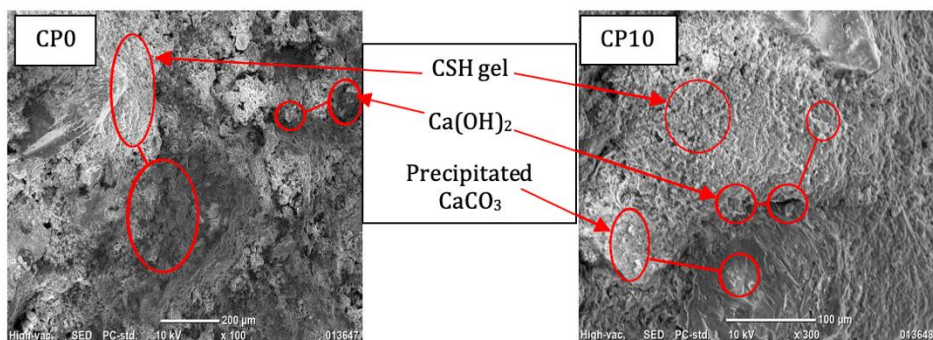 CP0
CSH gel
Ca(OH)₂
Precipitated
CaCO₃
CP10
200 µm
High-vac. SED PC-std. 10 kV x 100 013647
100 µm
High-vac. SED PC-std. 10 kV x 300 013648